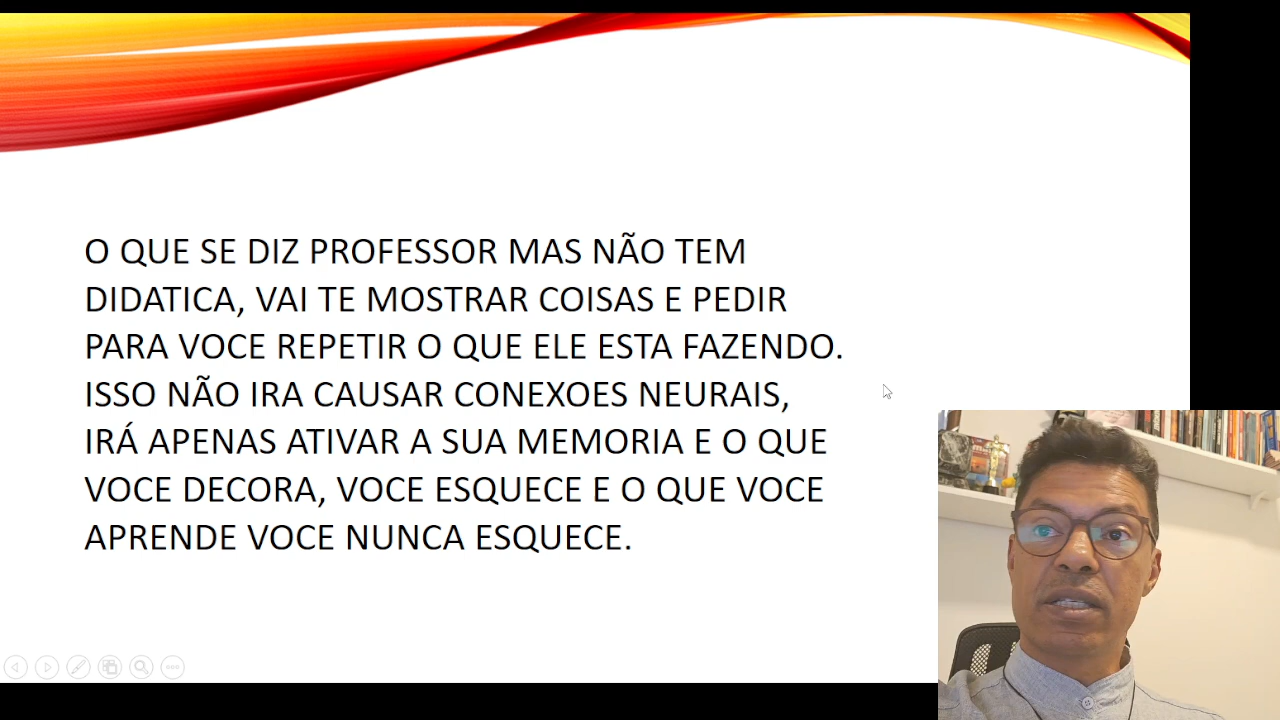 O QUE SE DIZ PROFESSOR MAS NÃO TEM
DIDATICA, VAI TE MOSTRAR COISAS E PEDIR
PARA VOCE REPETIR O QUE ELE ESTA FAZENDO.
ISSO NÃO IRA CAUSAR CONEXOES NEURAIS,
IRÁ APENAS ATIVAR A SUA MEMORIA E O QUE
VOCE DECORA, VOCE ESQUECE E O QUE VOCE
APRENDE VOCE NUNCA ESQUECE.